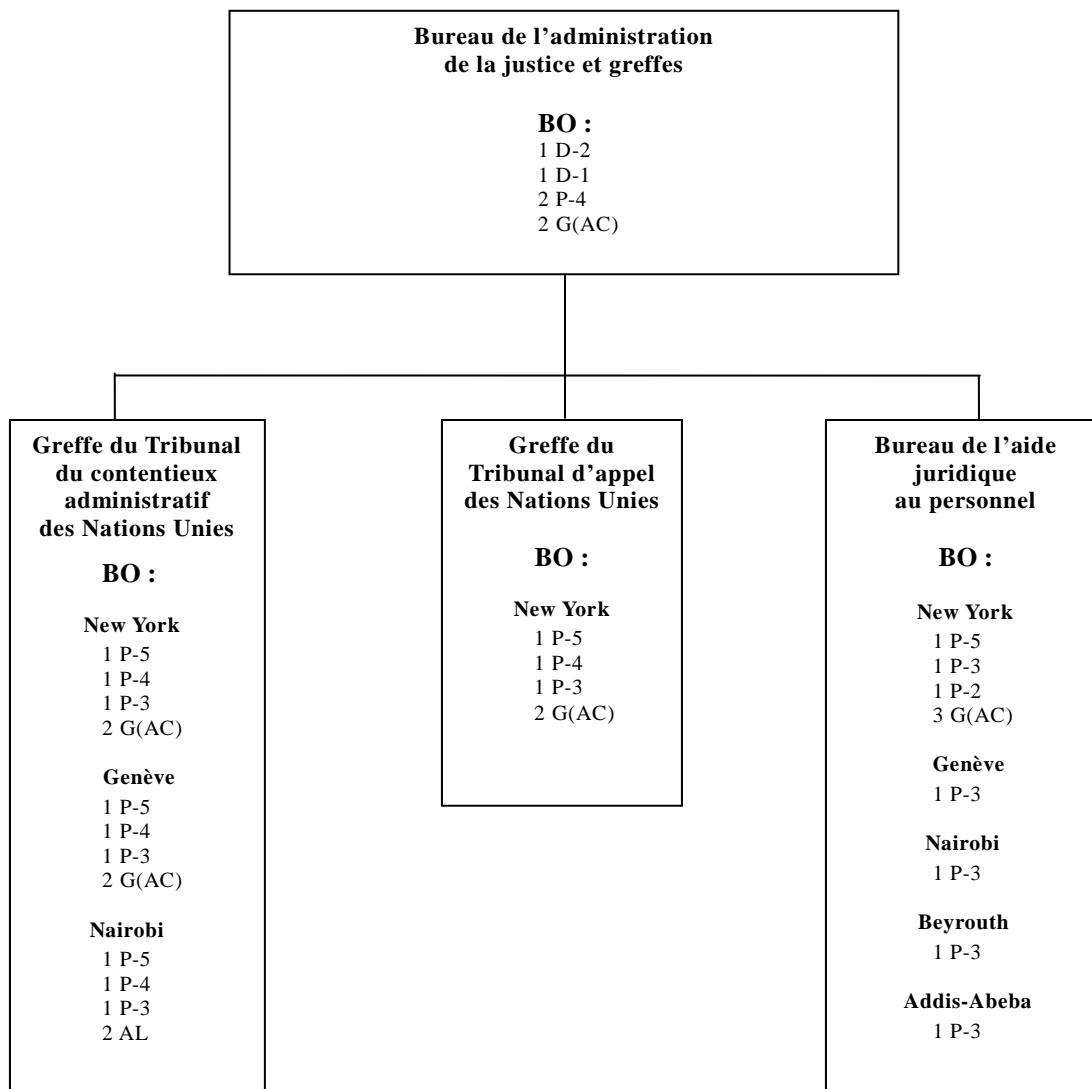 Bureau de l’administration
de la justice et greffes
BO :
1 D-2
1 D-1
2 P-4
2 G(AC)
Greffe du Tribunal
du contentieux
administratif
des Nations Unies
BO :
New York
1 P-5
1 P-4
1 P-3
2 G(AC)
Genève
1 P-5
1 P-4
1 P-3
2 G(AC)
Nairobi
1 P-5
1 P-4
1 P-3
2 AL
Greffe du
Tribunal d’appel
des Nations Unies
BO :
New York
1 P-5
1 P-4
1 P-3
2 G(AC)
Bureau de l’aide
juridique
au personnel
BO :
New York
1 P-5
1 P-3
1 P-2
3 G(AC)
Genève
1 P-3
Nairobi
1 P-3
Beyrouth
1 P-3
Addis-Abeba
1 P-3